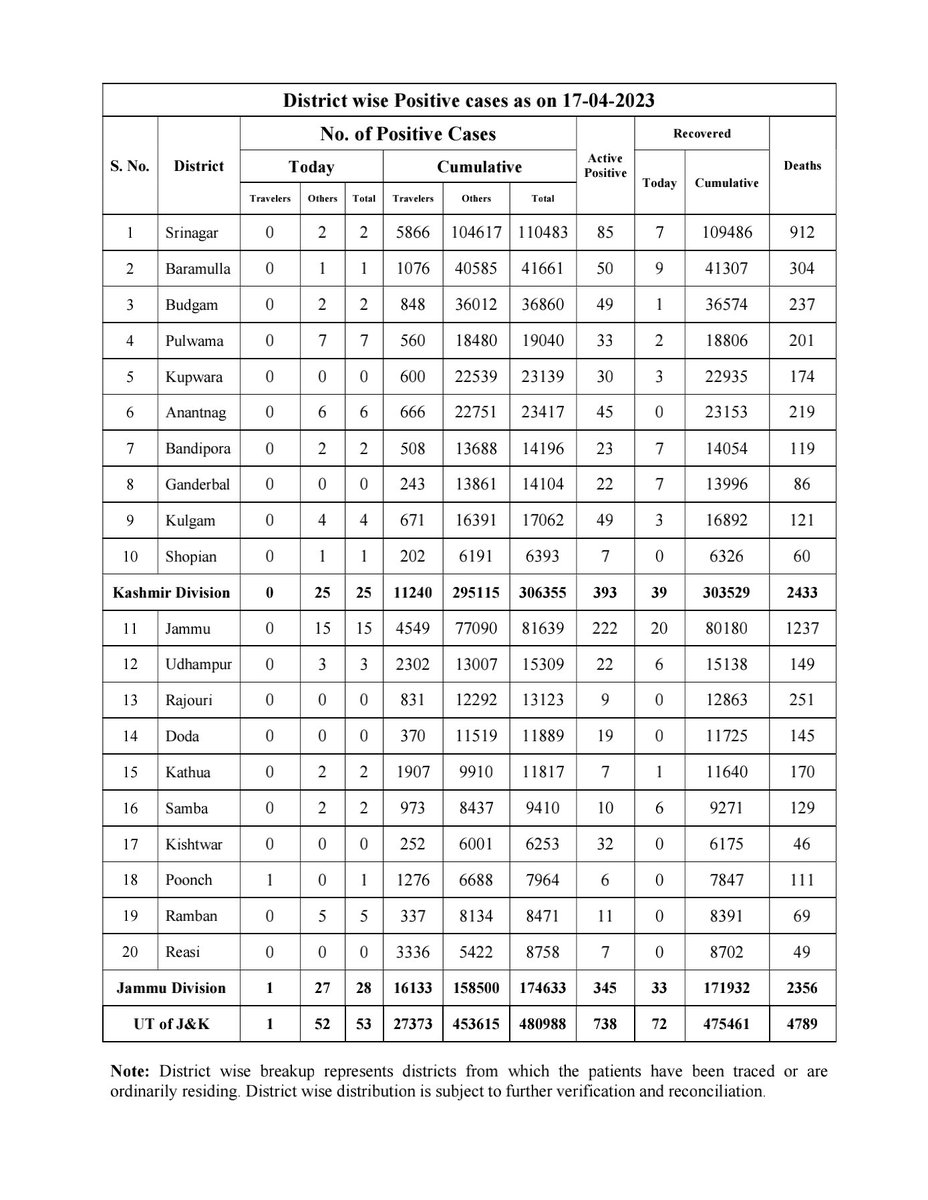 District wise Positive cases as on 17-04-2023
S. No. District No. of Positive Cases Active Positive Recovered Deaths
Today Cumulative Today Cumulative
Travelers Others Total Travelers Others Total
1 Srinagar 0 2 2 5866 104617 110483 85 7 109486 912
2 Baramulla 0 1 1 1076 40585 41661 50 9 41307 304
3 Budgam 0 2 2 848 36012 36860 49 1 36574 237
4 Pulwama 0 7 7 560 18480 19040 33 2 18806 201
5 Kupwara 0 0 0 600 22539 23139 30 3 22935 174
6 Anantnag 0 6 6 666 22751 23417 45 0 23153 219
7 Bandipora 0 2 2 508 13688 14196 23 7 14054 119
8 Ganderbal 0 0 0 243 13861 14104 22 7 13996 86
9 Kulgam 0 4 4 671 16391 17062 49 3 16892 121
10 Shopian 0 1 1 202 6191 6393 7 0 6326 60
Kashmir Division 0 25 25 11240 295115 306355 393 39 303529 2433
11 Jammu 0 15 15 4549 77090 81639 222 20 80180 1237
12 Udhampur 0 3 3 2302 13007 15309 22 6 15138 149
13 Rajouri 0 0 0 831 12292 13123 9 0 12863 251
14 Doda 0 0 0 370 11519 11889 19 0 11725 145
15 Kathua 0 2 2 1907 9910 11817 7 1 11640 170
16 Samba 0 2 2 973 8437 9410 10 6 9271 129
17 Kishtwar 0 0 0 252 6001 6253 32 0 6175 46
18 Poonch 1 0 1 1276 6688 7964 6 0 7847 111
19 Ramban 0 5 5 337 8134 8471 11 0 8391 69
20 Reasi 0 0 0 3336 5422 8758 7 0 8702 49
Jammu Division 1 27 28 16133 158500 174633 345 33 171932 2356
UT of J&K 1 52 53 27373 453615 480988 738 72 475461 4789
Note: District wise breakup represents districts from which the patients have been traced or are
ordinarily residing. District wise distribution is subject to further verification and reconciliation.